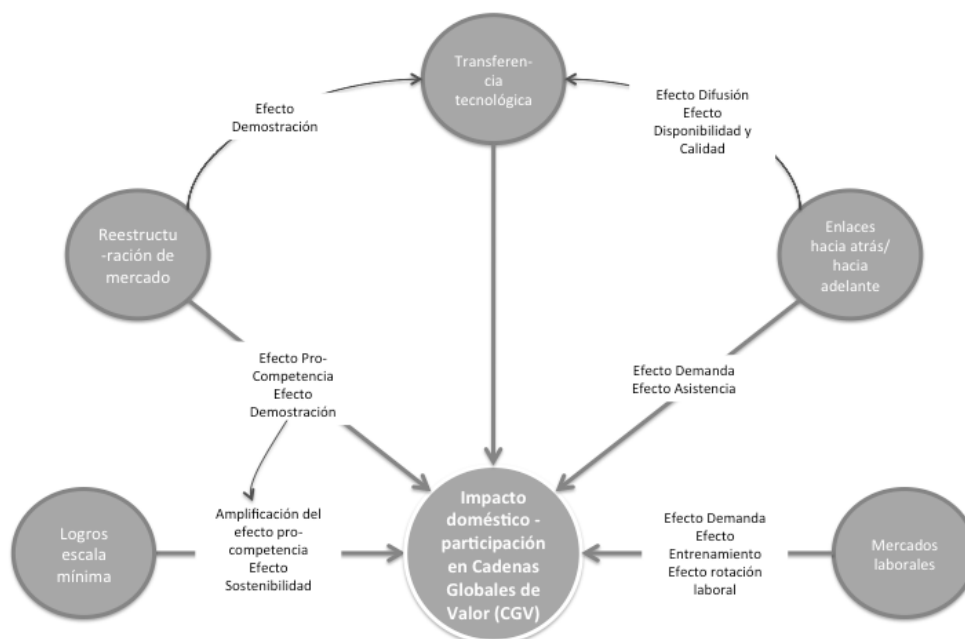 Transferen-
cia
tecnológica
Efecto
Demostración
Efecto Difusión
Efecto
Disponibilidad y
Calidad
Reestructu
-ración de
mercado
Enlaces
hacia atrás/
hacia
adelante
Efecto Pro-
Competencia
Efecto
Demostración
Efecto Demanda
Efecto Asistencia
Logros
escala
mínima
Amplificación del
efecto pro-
competencia
Efecto
Sostenibilidad
Impacto
doméstico -
participación
en Cadenas
Globales de
Valor (CGV)
Efecto Demanda
Efecto
Entrenamiento
Efecto rotación
laboral
Mercados
laborales